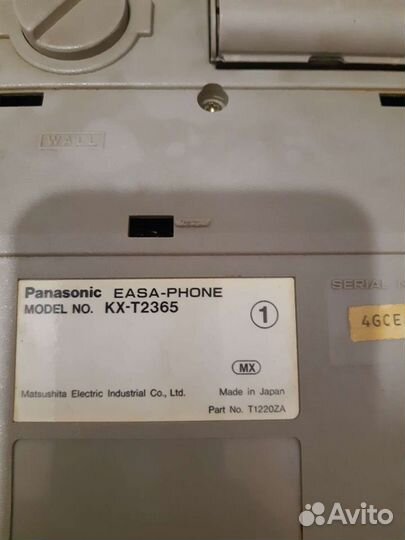 WALL
Panasonic EASA-PHONE
MODEL NO. KX-T2365
1
MX
Matsushita Electric Industrial Co., Ltd. Made in Japan
Part No. T1220ZA
SERIAL
4GCE
Avito